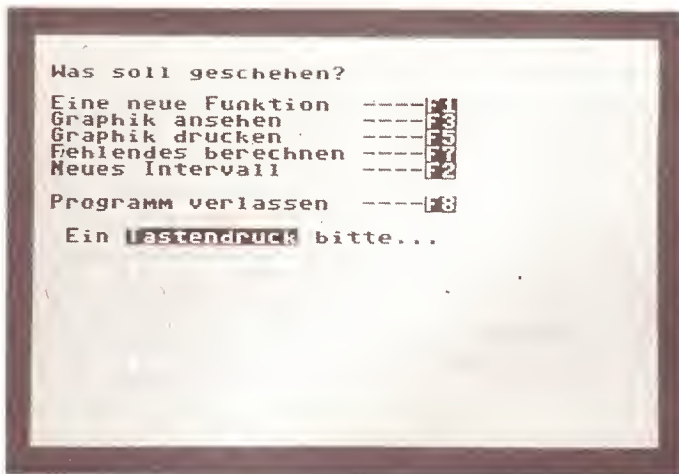 Was soll geschehen?
Eine neue Funktion ----F1
Graphik ansehen ----F3
Graphik drucken ----F5
Fehlendes berechnen ----F7
Neues Intervall ----F2
Programm verlassen ----F8
Ein Tastendruck bitte...